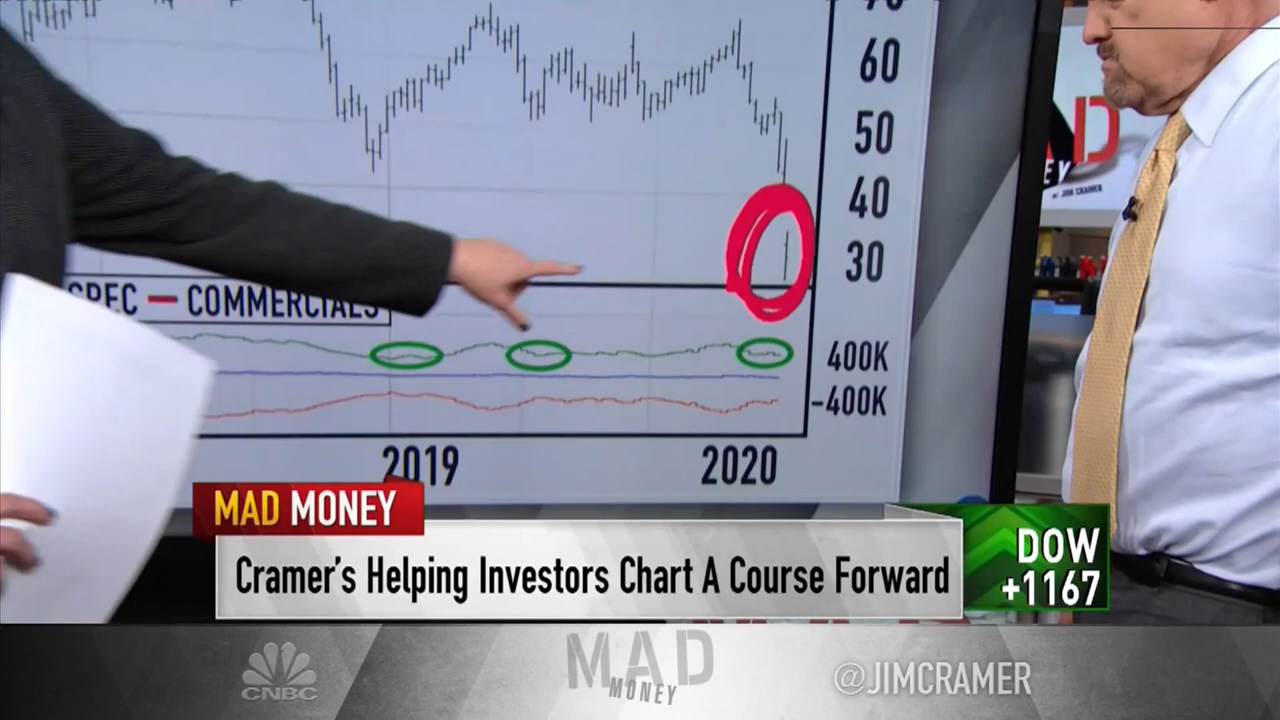 60
50
40
30
SPEC — COMMERCIALS
400K
-400K
2019
2020
MAD
W/ JIM CRAMER
MAD MONEY
Cramer's Helping Investors Chart A Course Forward
DOW
+1167
CNBC
MAD
MONEY
@JIMCRAMER